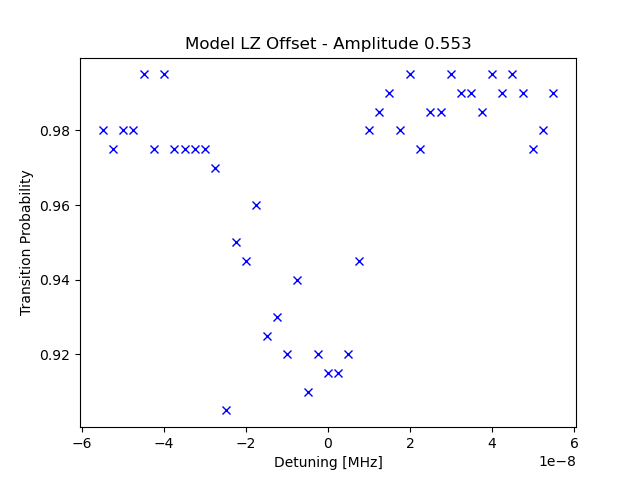 Model LZ Offset - Amplitude 0.553
Transition Probability
0.98
0.96
0.94
0.92
−6
−4
−2
0
2
4
6
1e−8
Detuning [MHz]